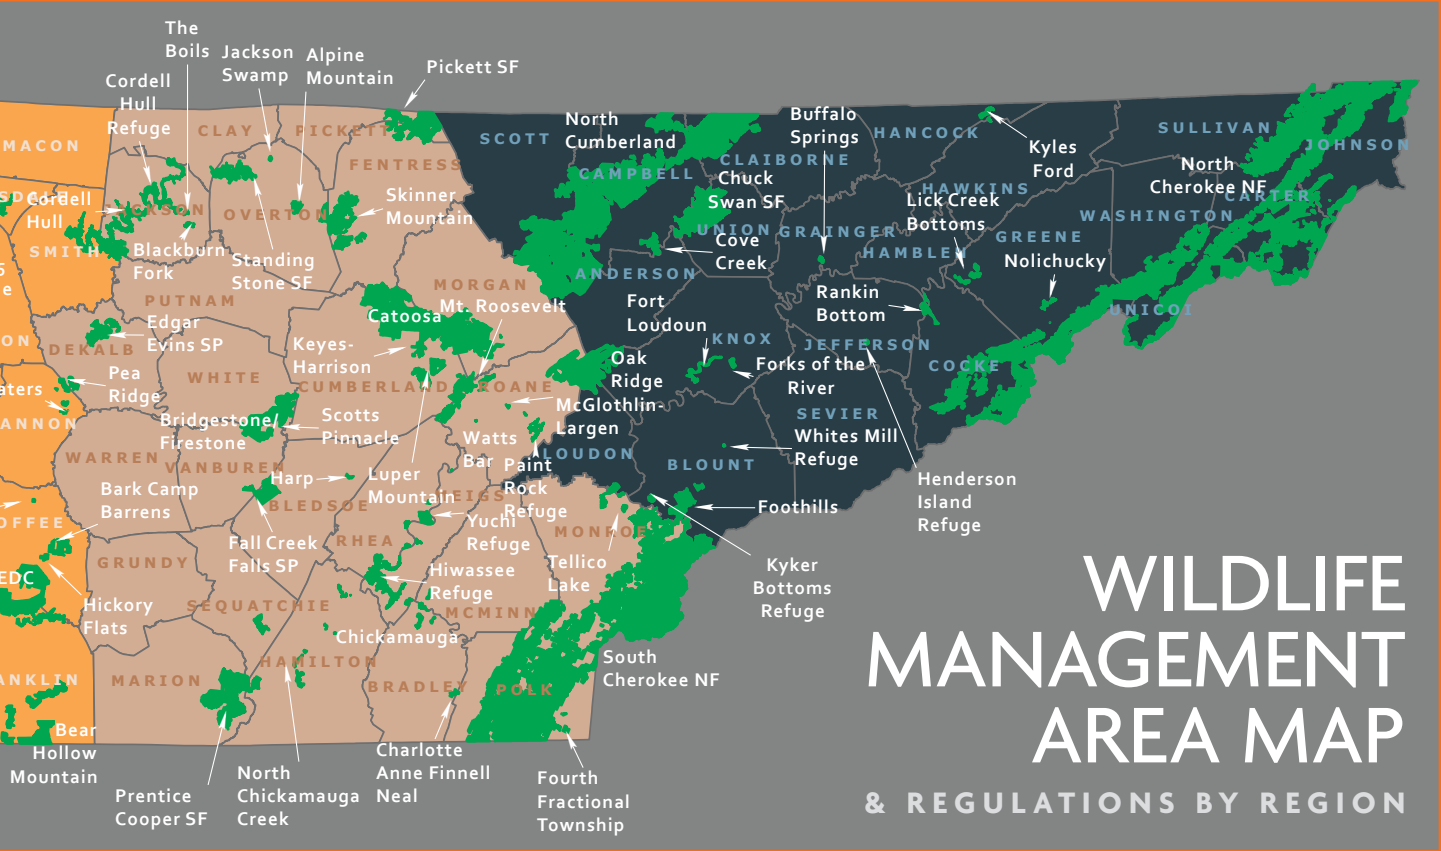 The
Boils
Jackson
Swamp
Alpine
Mountain
Pickett SF
Cordell
Hull
Refuge
North
Cumberland
Buffalo
Springs
Kyles
Ford
North
Cherokee NF
MACON
CLAY
PICKETT
SCOTT
HANCOCK
SULLIVAN
JOHNSON
FENTRESS
CAMPBELL
CLAIBORNE
Chuck
Swan SF
HAWKINS
CARTER
Cordell
Hull
JACKSON
OVERTON
Skinner
Mountain
Lick Creek
Bottoms
WASHINGTON
SMITH
Blackburn
Fork
Standing
Stone SF
UNION
GRAINGER
Cove
Creek
HAMBLEN
GREENE
Nolichucky
ANDERSON
MORGAN
PUTNAM
Edgar
Evins SP
Catoosa
Mt. Roosevelt
Fort
Loudoun
Rankin
Bottom
UNICOI
DEKALB
Keyes-
Harrison
KNOX
JEFFERSON
Oak
Ridge
Forks of the
River
COCKE
Pea
Ridge
WHITE
CUMBERLAND
ROANE
aters
ANNON
Bridgestone/
Firestone
Scotts
Pinnacle
McGlothlin-
Largen
SEVIER
Whites Mill
Refuge
Watts
Bar
Paint
Rock
Refuge
LOUDON
BLOUNT
WARREN
VANBUREN
Harp
Luper
Mountain
MEIGS
Henderson
Island
Refuge
Bark Camp
Barrens
BLEDSOE
Yuchi
Refuge
Foothills
OFFEE
MONROE
Fall Creek
Falls SP
RHEA
Tellico
Lake
Kyker
Bottoms
Refuge
GRUNDY
Hiwassee
Refuge
EDC
Hickory
Flats
SEQUATCHIE
MCMINN
Chickamauga
South
Cherokee NF
ANKLIN
MARION
HAMILTON
BRADLEY
POLK
Bear
Hollow
Mountain
Prentice
Cooper SF
North
Chickamauga
Creek
Charlotte
Anne Finnell
Neal
Fourth
Fractional
Township
WILDLIFE
MANAGEMENT
AREA MAP
& REGULATIONS BY REGION